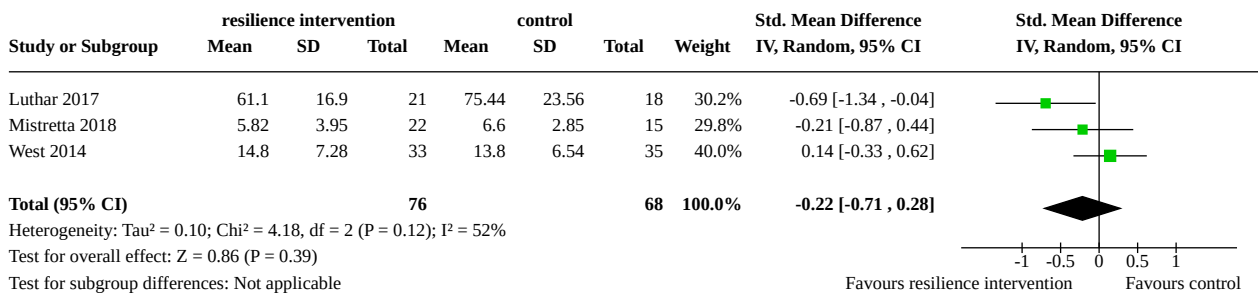 resilience intervention control Std. Mean Difference Std. Mean Difference
Study or Subgroup Mean SD Total Mean SD Total Weight IV, Random, 95% CI IV, Random, 95% CI
Luthar 2017 61.1 16.9 21 75.44 23.56 18 30.2% -0.69 [-1.34 , -0.04]
Mistretta 2018 5.82 3.95 22 6.6 2.85 15 29.8% -0.21 [-0.87 , 0.44]
West 2014 14.8 7.28 33 13.8 6.54 35 40.0% 0.14 [-0.33 , 0.62]
Total (95% CI) 76 68 100.0% -0.22 [-0.71 , 0.28]
Heterogeneity: Tau² = 0.10; Chi² = 4.18, df = 2 (P = 0.12); I² = 52%
Test for overall effect: Z = 0.86 (P = 0.39) -1 -0.5 0 0.5 1
Test for subgroup differences: Not applicable Favours resilience intervention Favours control